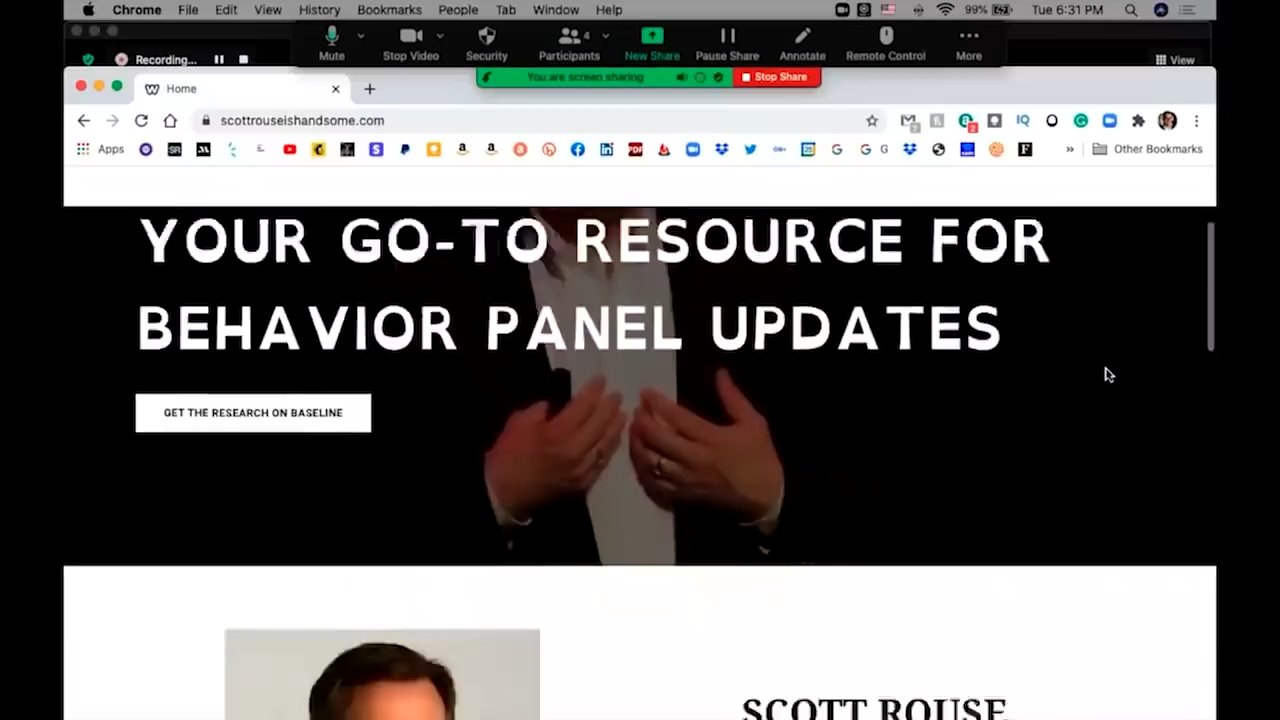 Chrome File Edit View History Bookmarks People Tab Window Help 99% Tue 6:31 PM
Recording...
Mute Stop Video Security Participants 4 New Share Pause Share Annotate Remote Control More
View
You are screen sharing Stop Share
Home
scottrouseishandsome.com
Apps Other Bookmarks
YOUR GO-TO RESOURCE FOR
BEHAVIOR PANEL UPDATES
GET THE RESEARCH ON BASELINE
SCOTT ROUSE